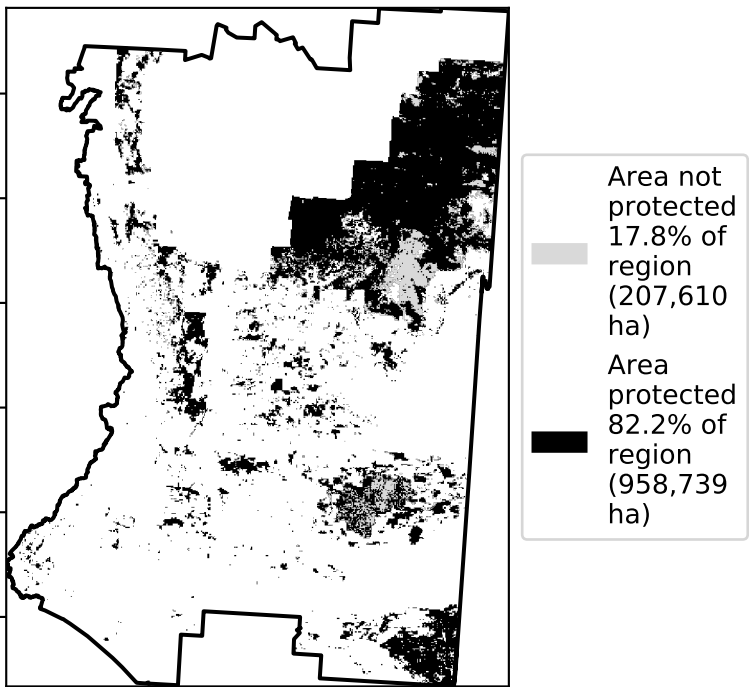 Area not
protected
17.8% of
region
(207,610
ha)
Area
protected
82.2% of
region
(958,739
ha)